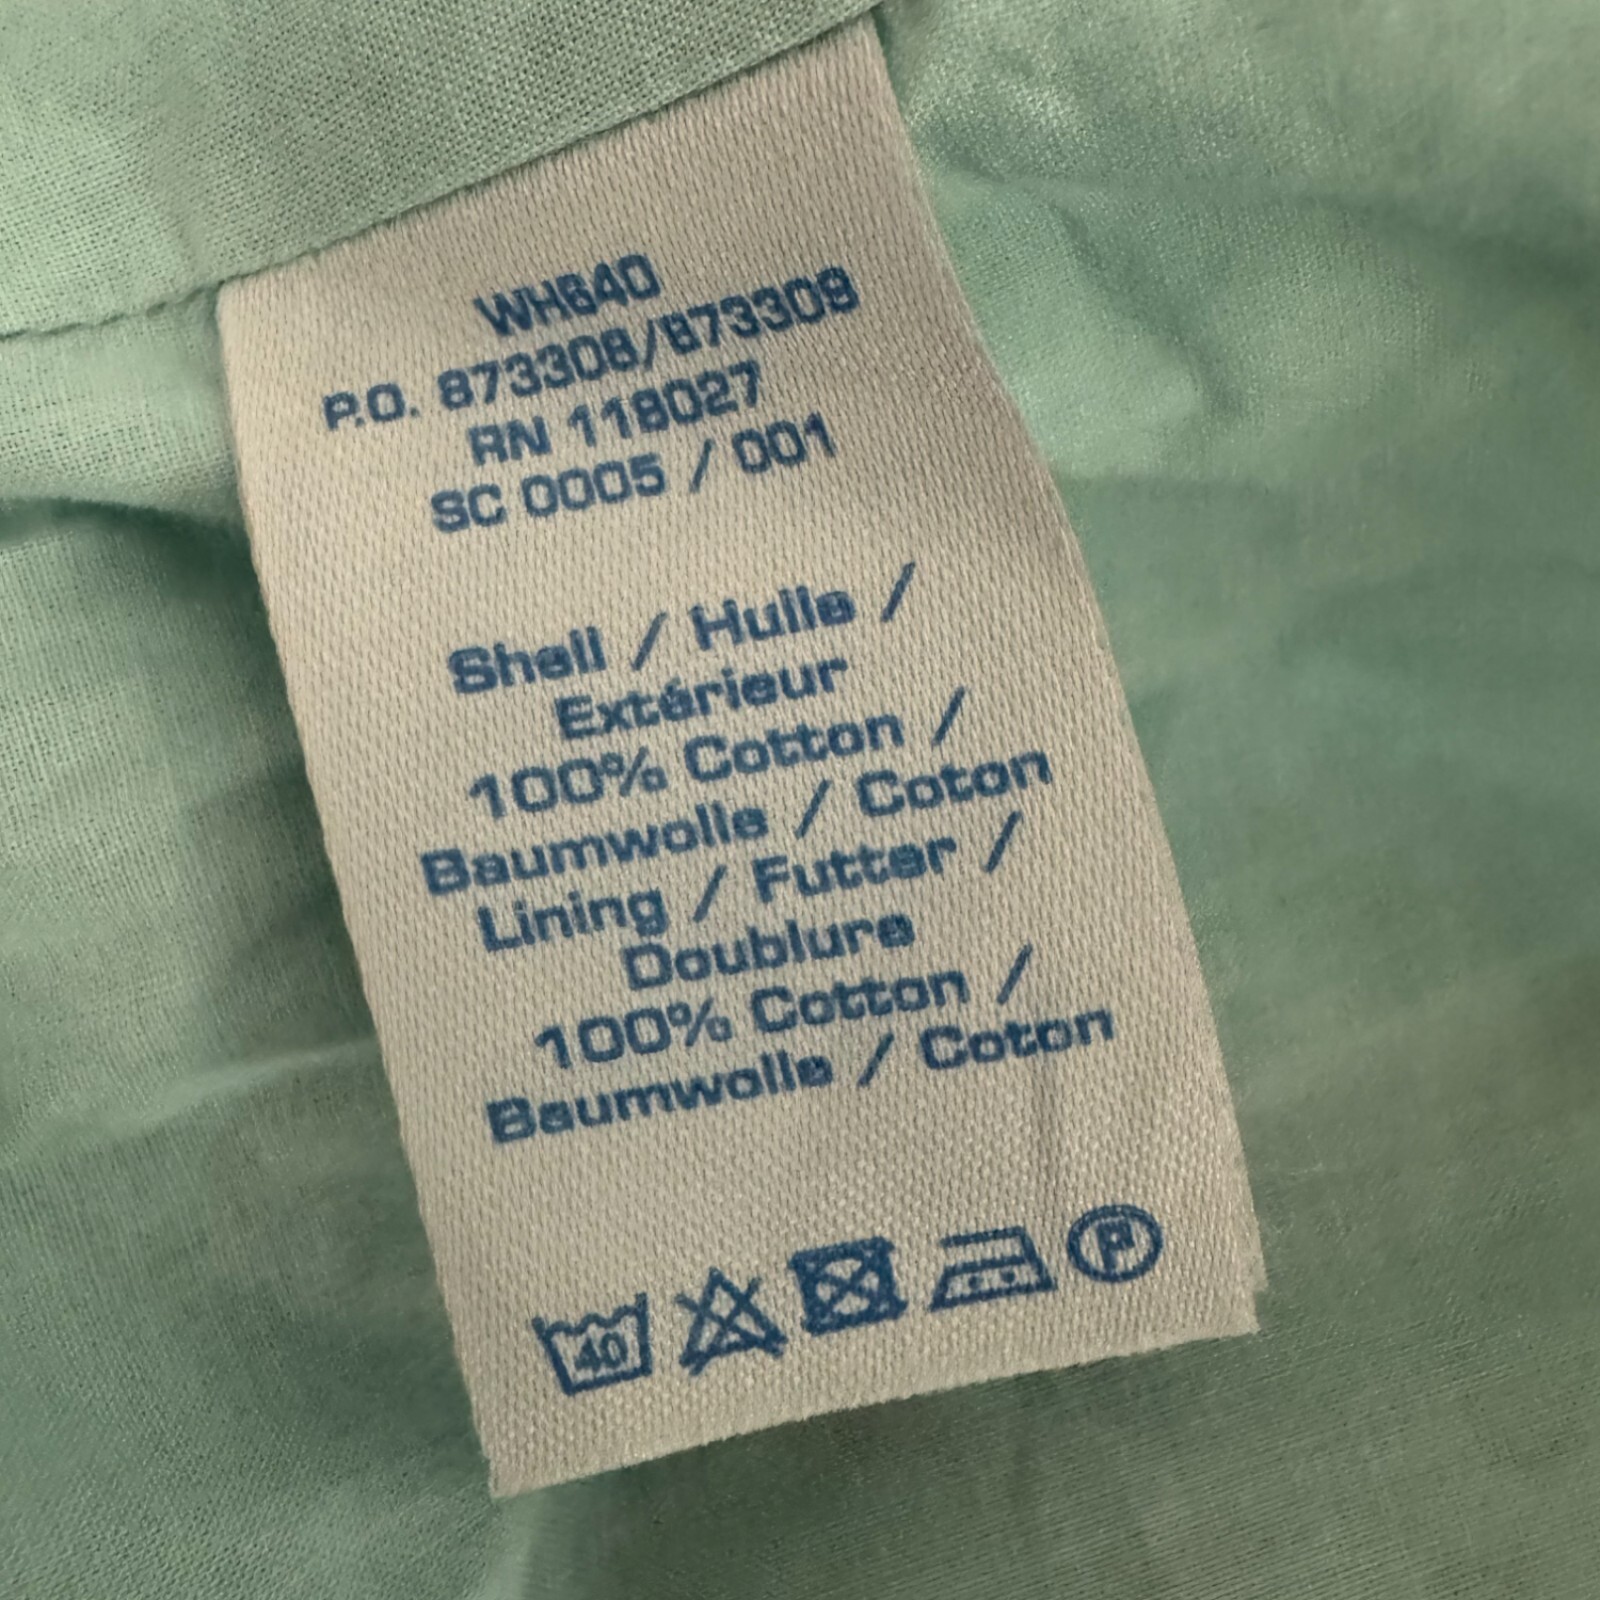 WH640
P.O. 873308/873309
RN 118027
SC 0005 / 001
Shell / Hulle /
Extérieur
100% Cotton /
Baumwolle / Coton
Lining / Futter /
Doublure
100% Cotton /
Baumwolle / Coton
40 P